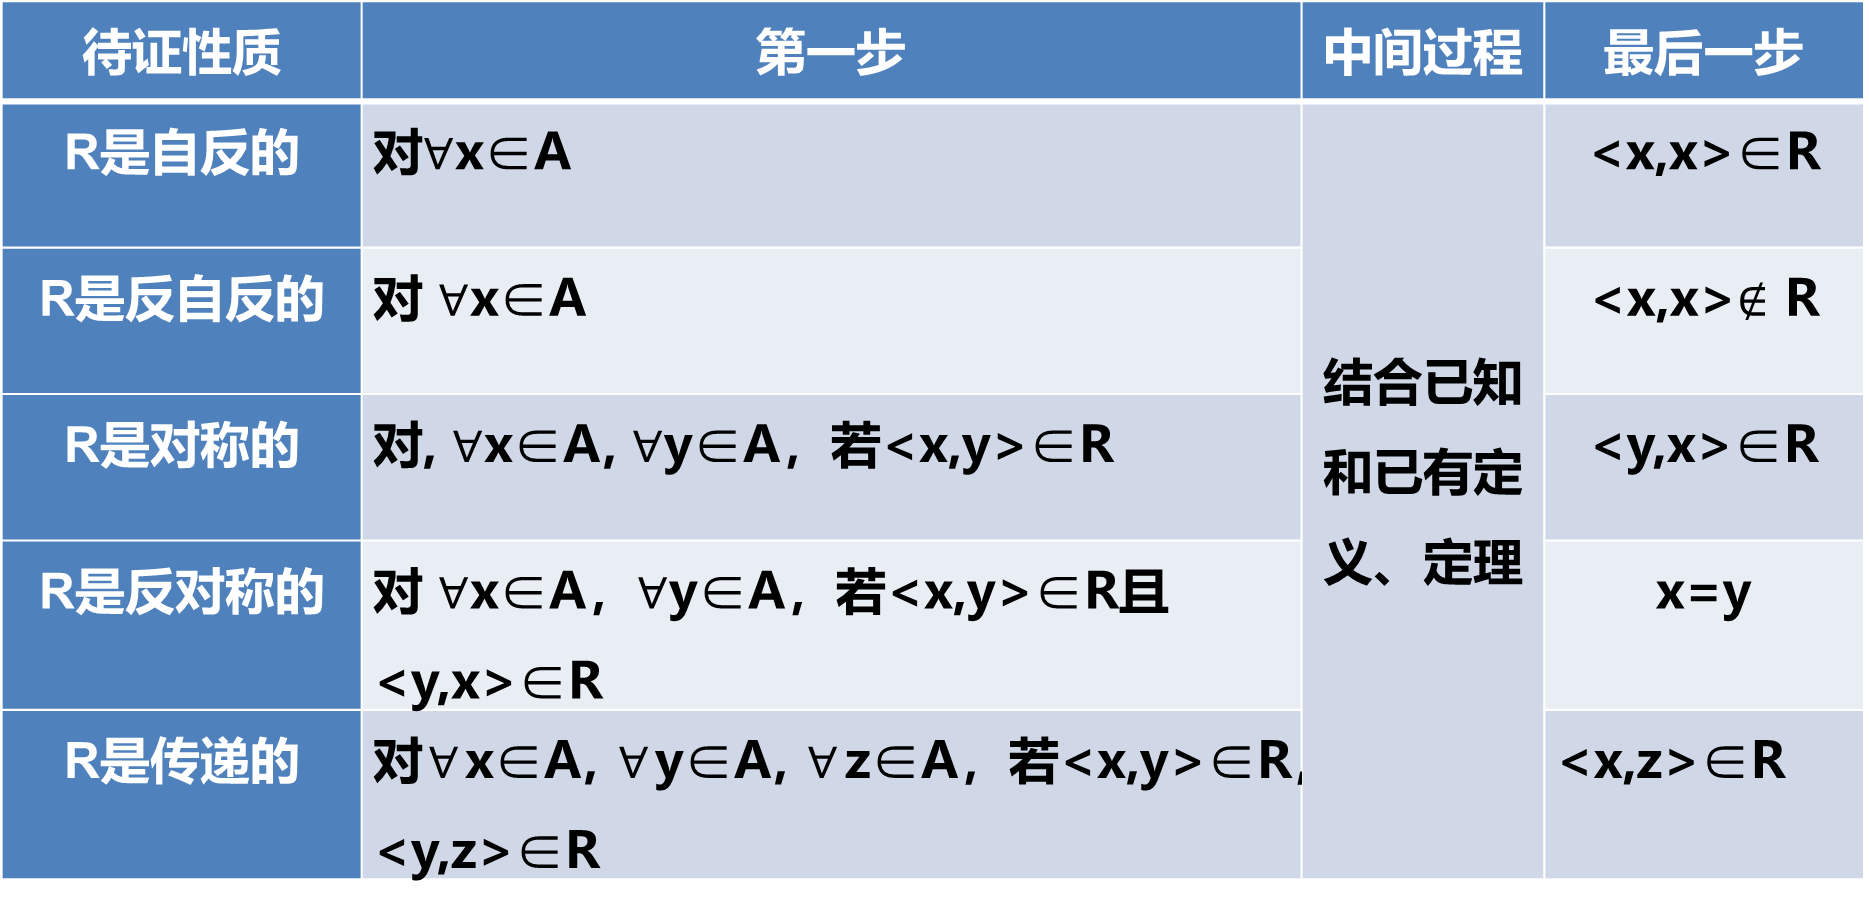 待证性质 第一步 中间过程 最后一步
R是自反的 对∀x∈A <x,x>∈R
R是反自反的 对 ∀x∈A <x,x>∉ R
R是对称的 对, ∀x∈A, ∀y∈A，若<x,y>∈R <y,x>∈R
R是反对称的 对 ∀x∈A，∀y∈A，若<x,y>∈R且 x=y
<y,x>∈R
R是传递的 对∀x∈A, ∀y∈A, ∀z∈A，若<x,y>∈R, <x,z>∈R
<y,z>∈R
结合已知
和已有定
义、定理